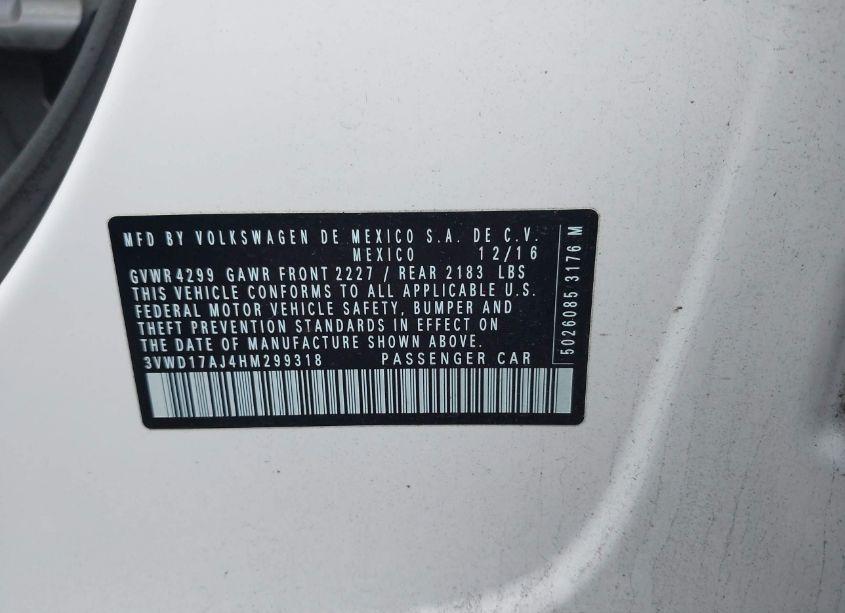 MFD BY VOLKSWAGEN DE MEXICO S.A. DE C.V.
MEXICO 12/16
GVWR 4299 GAWR FRONT 2227 / REAR 2183 LBS
THIS VEHICLE CONFORMS TO ALL APPLICABLE U.S.
FEDERAL MOTOR VEHICLE SAFETY, BUMPER AND
THEFT PREVENTION STANDARDS IN EFFECT ON
THE DATE OF MANUFACTURE SHOWN ABOVE.
3VWD17AJ4HM299318 PASSENGER CAR
5026085 3176 M